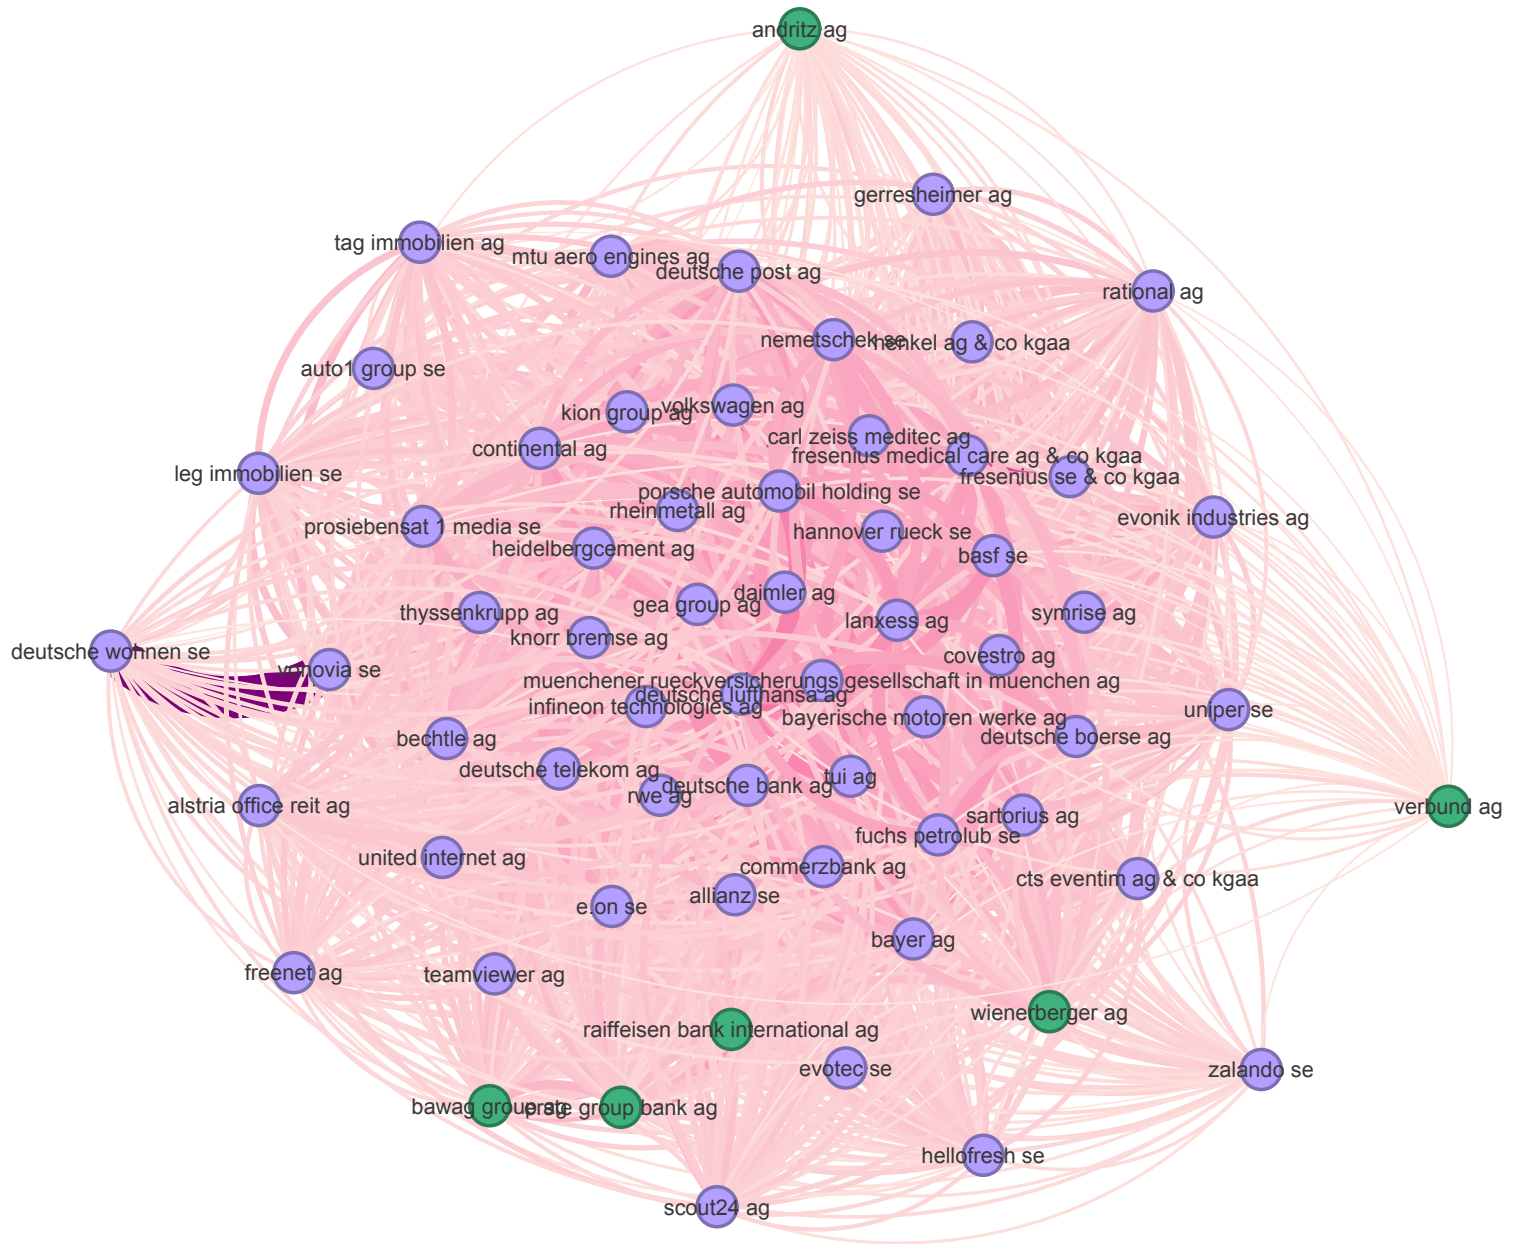 andritz ag
gerresheimer ag
tag immobilien ag
mtu aero engines ag
deutsche post ag
rational ag
nemetschek se
henkel ag & co kgaa
auto1 group se
kion group ag
volkswagen ag
continental ag
carl zeiss meditec ag
fresenius medical care ag & co kgaa
leg immobilien se
fresenius se & co kgaa
porsche automobil holding se
rheinmetall ag
evonik industries ag
prosiebensat 1 media se
hannover rueck se
heidelbergcement ag
basf se
daimler ag
gea group ag
thyssenkrupp ag
symrise ag
lanxess ag
knorr bremse ag
deutsche wohnen se
covestro ag
vonovia se
muenchener rueckversicherungs gesellschaft in muenchen ag
deutsche lufthansa ag
infineon technologies ag
uniper se
bayerische motoren werke ag
deutsche boerse ag
bechtle ag
deutsche telekom ag
tui ag
deutsche bank ag
rwe ag
alstria office reit ag
verbund ag
sartorius ag
fuchs petrolub se
united internet ag
commerzbank ag
cts eventim ag & co kgaa
allianz se
e.on se
bayer ag
freenet ag
teamviewer ag
wienerberger ag
raiffeisen bank international ag
evotec se
zalando se
bawag group ag
erste group bank ag
hellofresh se
scout24 ag